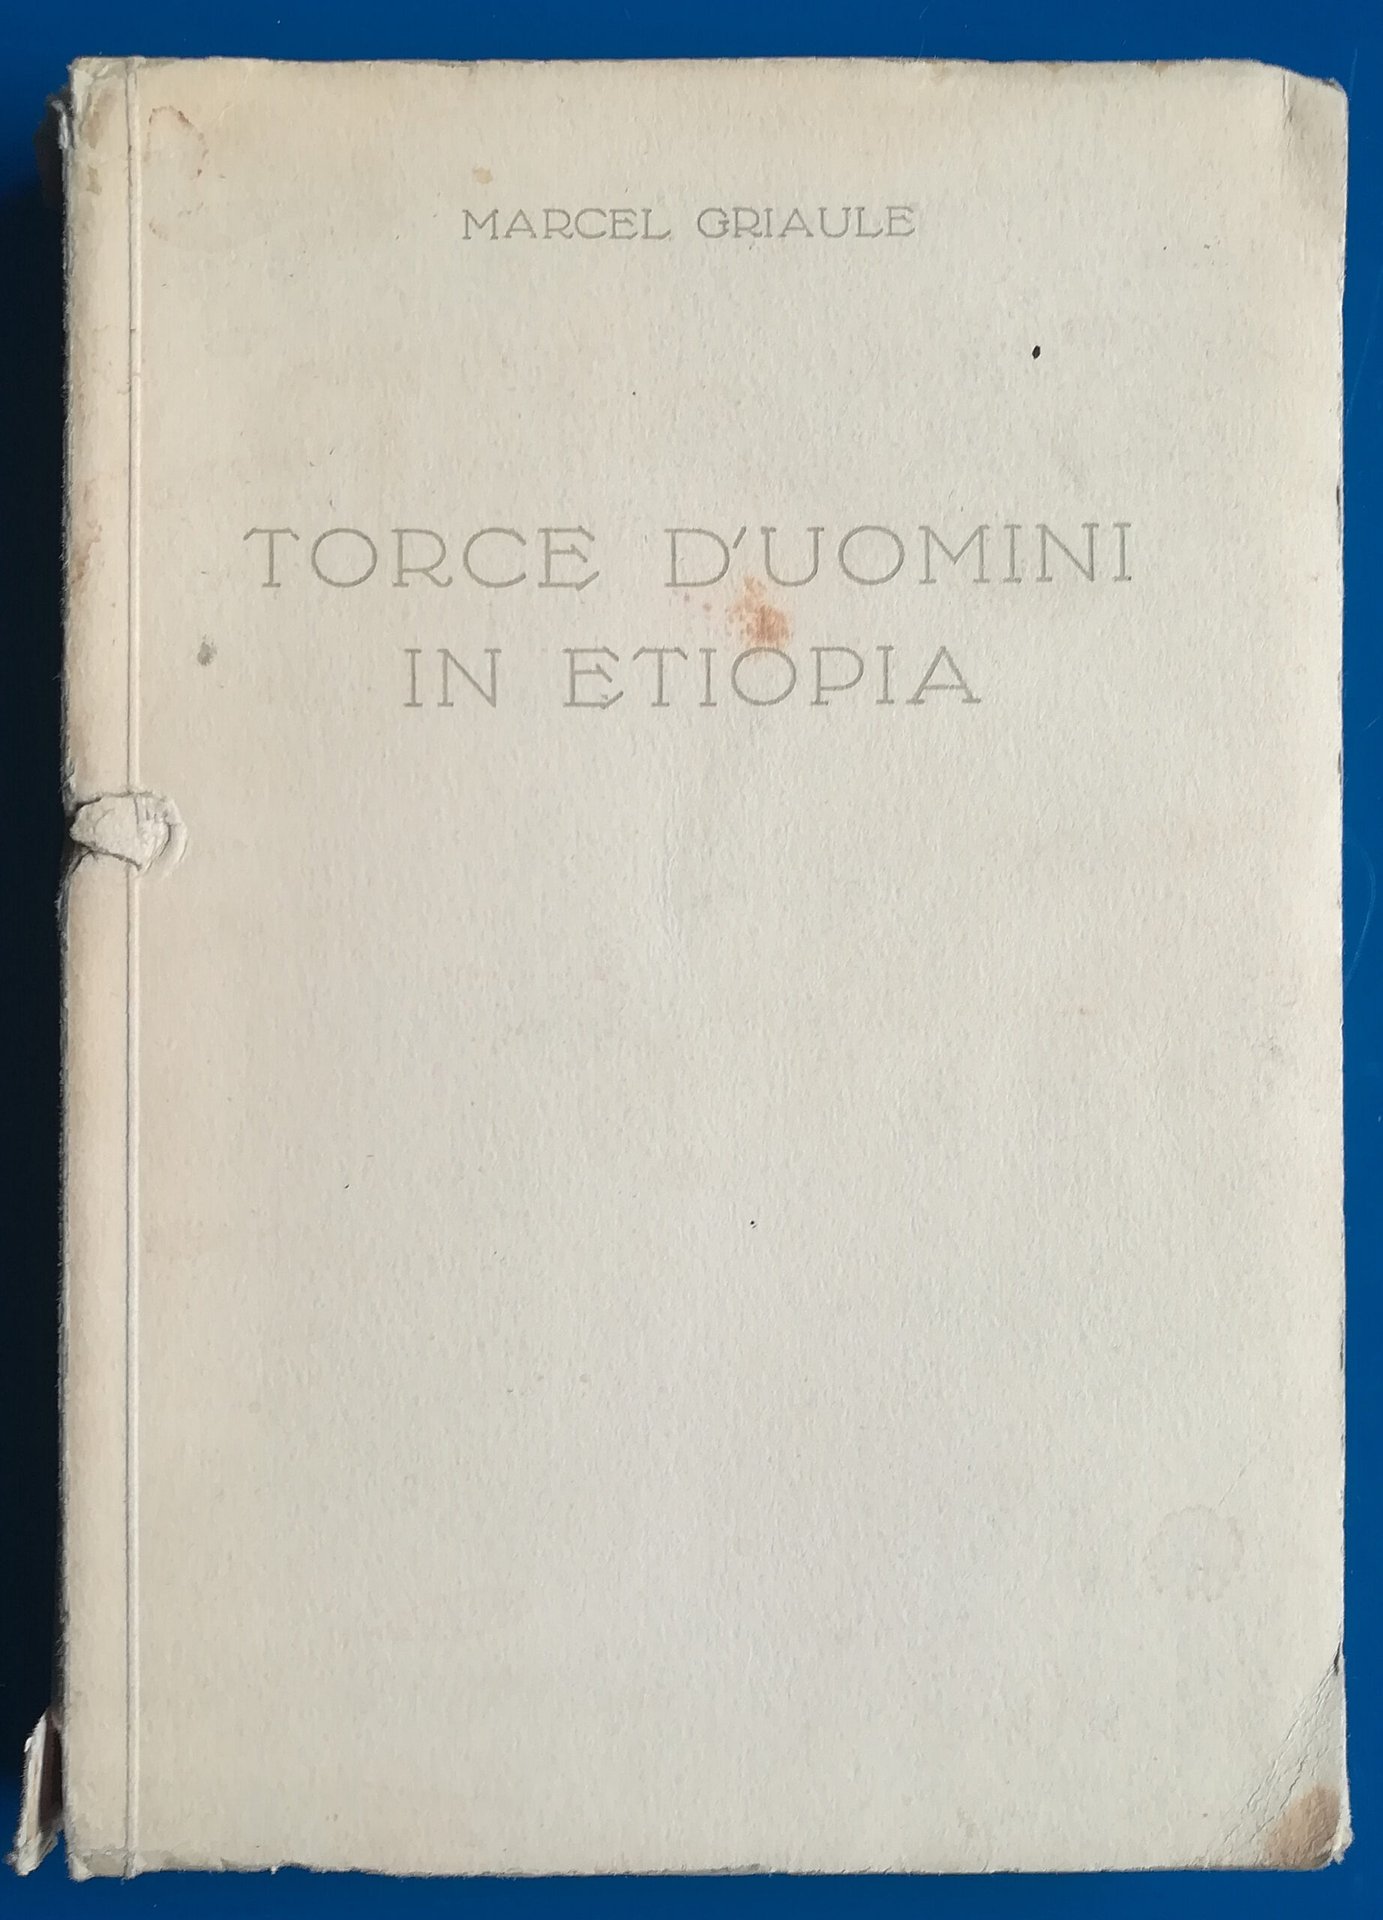 MARCEL GRIAULE
TORCE D'UOMINI
IN ETIOPIA